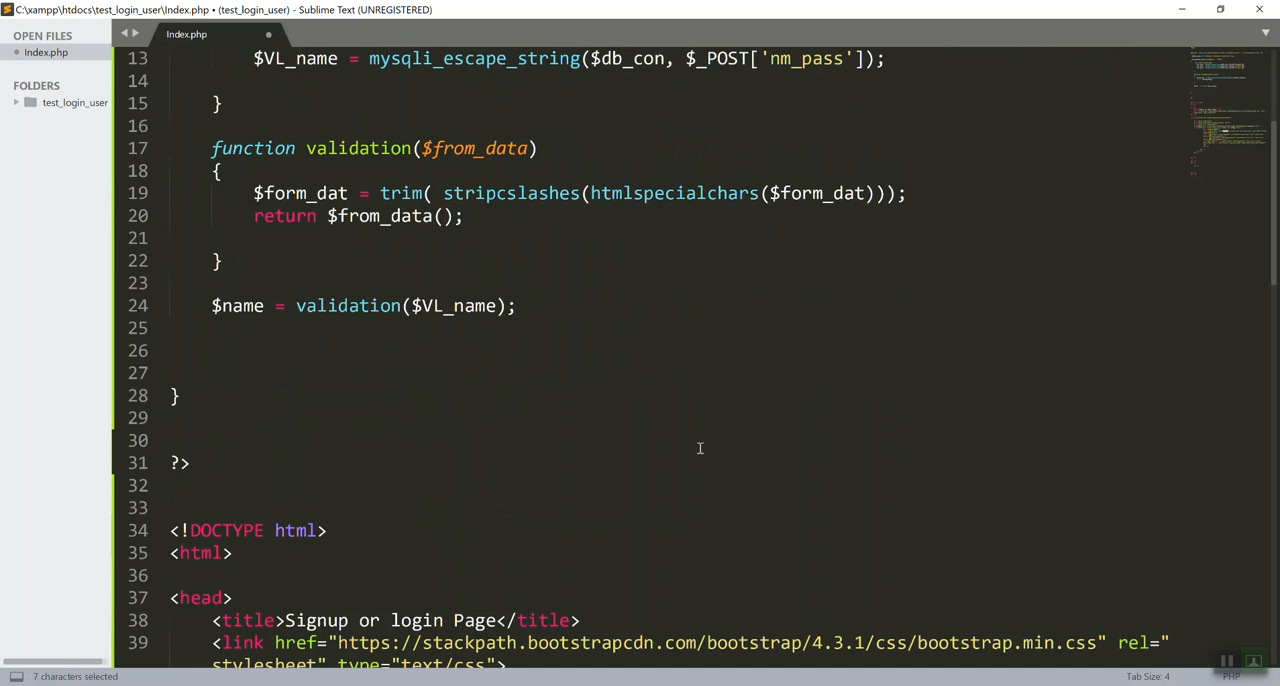 C:\xampp\htdocs\test_login_user\Index.php • (test_login_user) - Sublime Text (UNREGISTERED)
OPEN FILES
Index.php
FOLDERS
test_login_user
Index.php
13 $VL_name = mysqli_escape_string($db_con, $_POST['nm_pass']);
14
15 }
16
17 function validation($from_data)
18 {
19 $form_dat = trim( stripcslashes(htmlspecialchars($form_dat)));
20 return $from_data();
21
22 }
23
24 $name = validation($VL_name);
25
26
27
28 }
29
30
31 ?>
32
33
34 <!DOCTYPE html>
35 <html>
36
37 <head>
38 <title>Signup or login Page</title>
39 <link href="https://stackpath.bootstrapcdn.com/bootstrap/4.3.1/css/bootstrap.min.css" rel="
stylesheet" type="text/css">
7 characters selected
Tab Size: 4
PHP